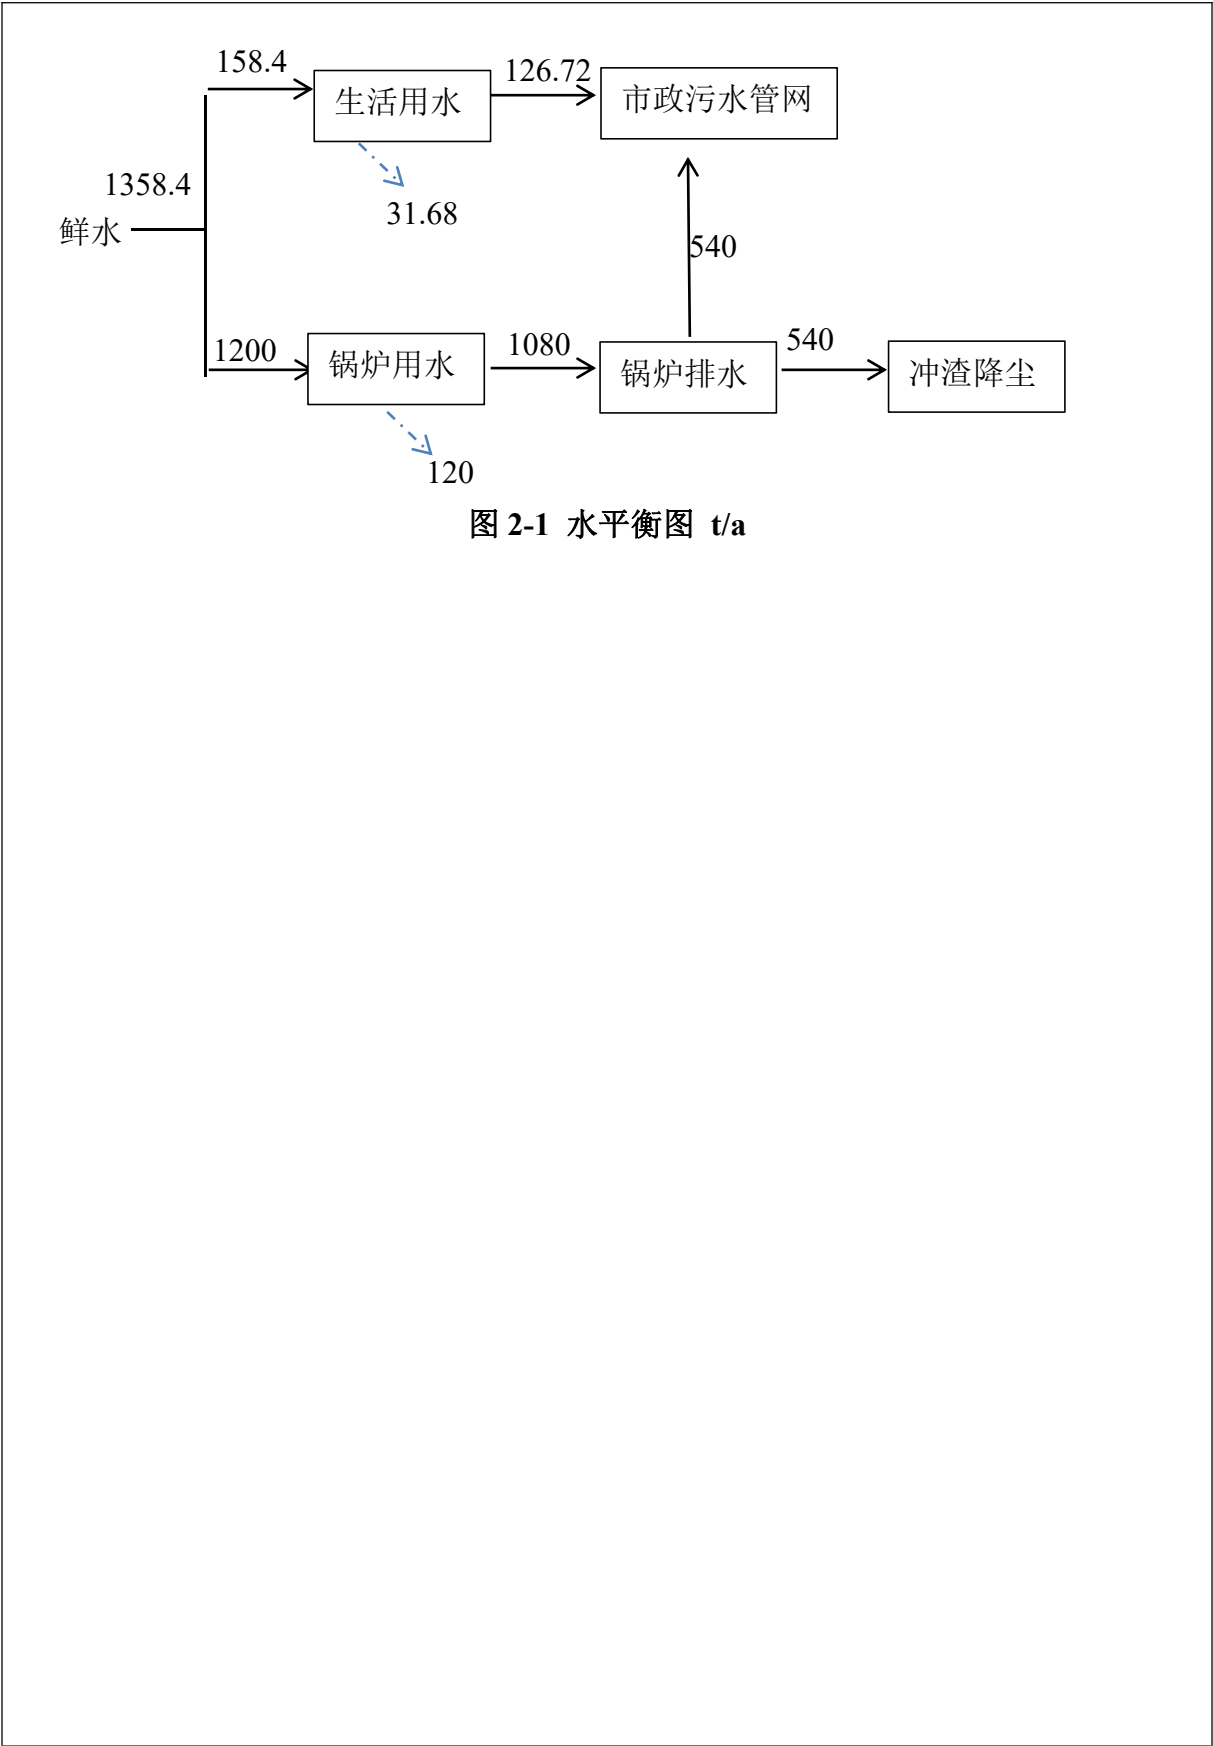 158.4
生活用水
126.72
市政污水管网
1358.4
鲜水
31.68
540
1200
锅炉用水
1080
锅炉排水
540
冲渣降尘
120
图 2-1 水平衡图 t/a